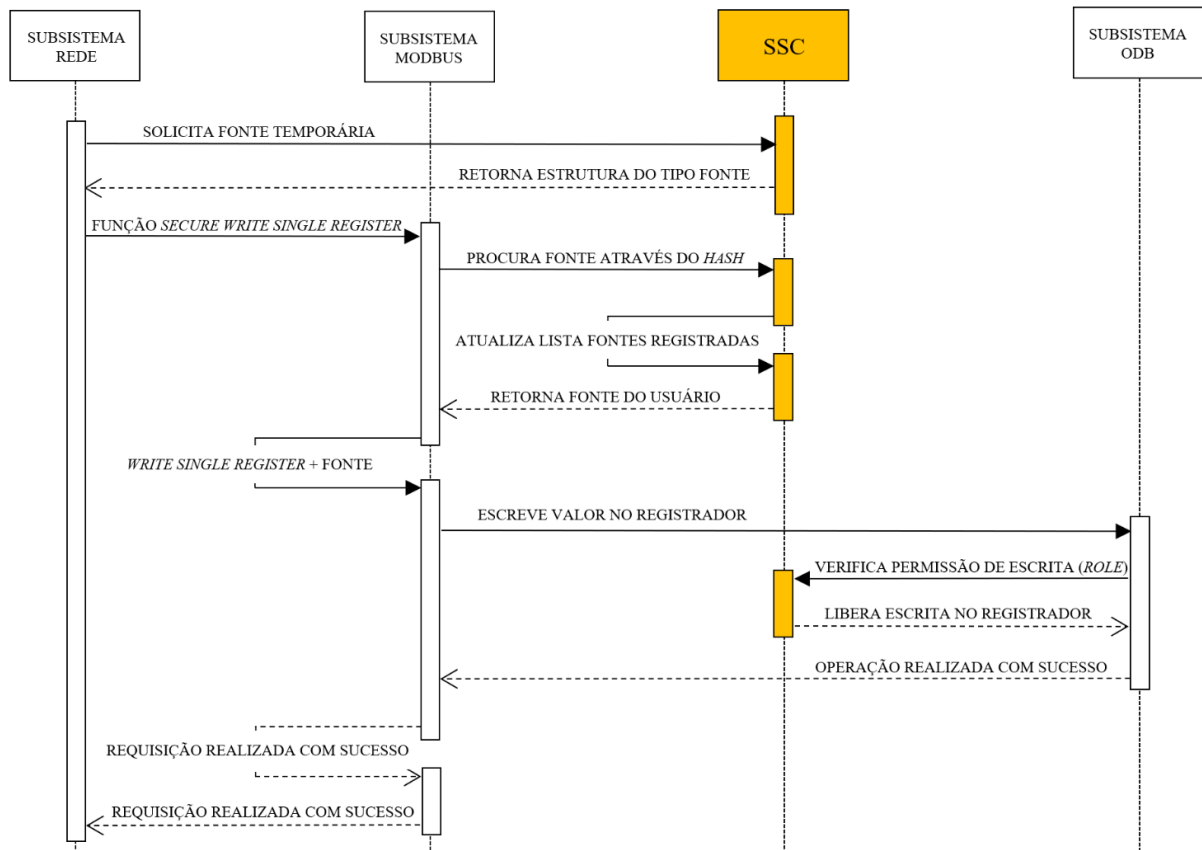 SUBSISTEMA
REDE
SUBSISTEMA
MODBUS
SSC
SUBSISTEMA
ODB
SOLICITA FONTE TEMPORÁRIA
RETORNA ESTRUTURA DO TIPO FONTE
FUNÇÃO SECURE WRITE SINGLE REGISTER
PROCURA FONTE ATRAVÉS DO HASH
ATUALIZA LISTA FONTES REGISTRADAS
RETORNA FONTE DO USUÁRIO
WRITE SINGLE REGISTER + FONTE
ESCREVE VALOR NO REGISTRADOR
VERIFICA PERMISSÃO DE ESCRITA (ROLE)
LIBERA ESCRITA NO REGISTRADOR
OPERAÇÃO REALIZADA COM SUCESSO
REQUISIÇÃO REALIZADA COM SUCESSO
REQUISIÇÃO REALIZADA COM SUCESSO